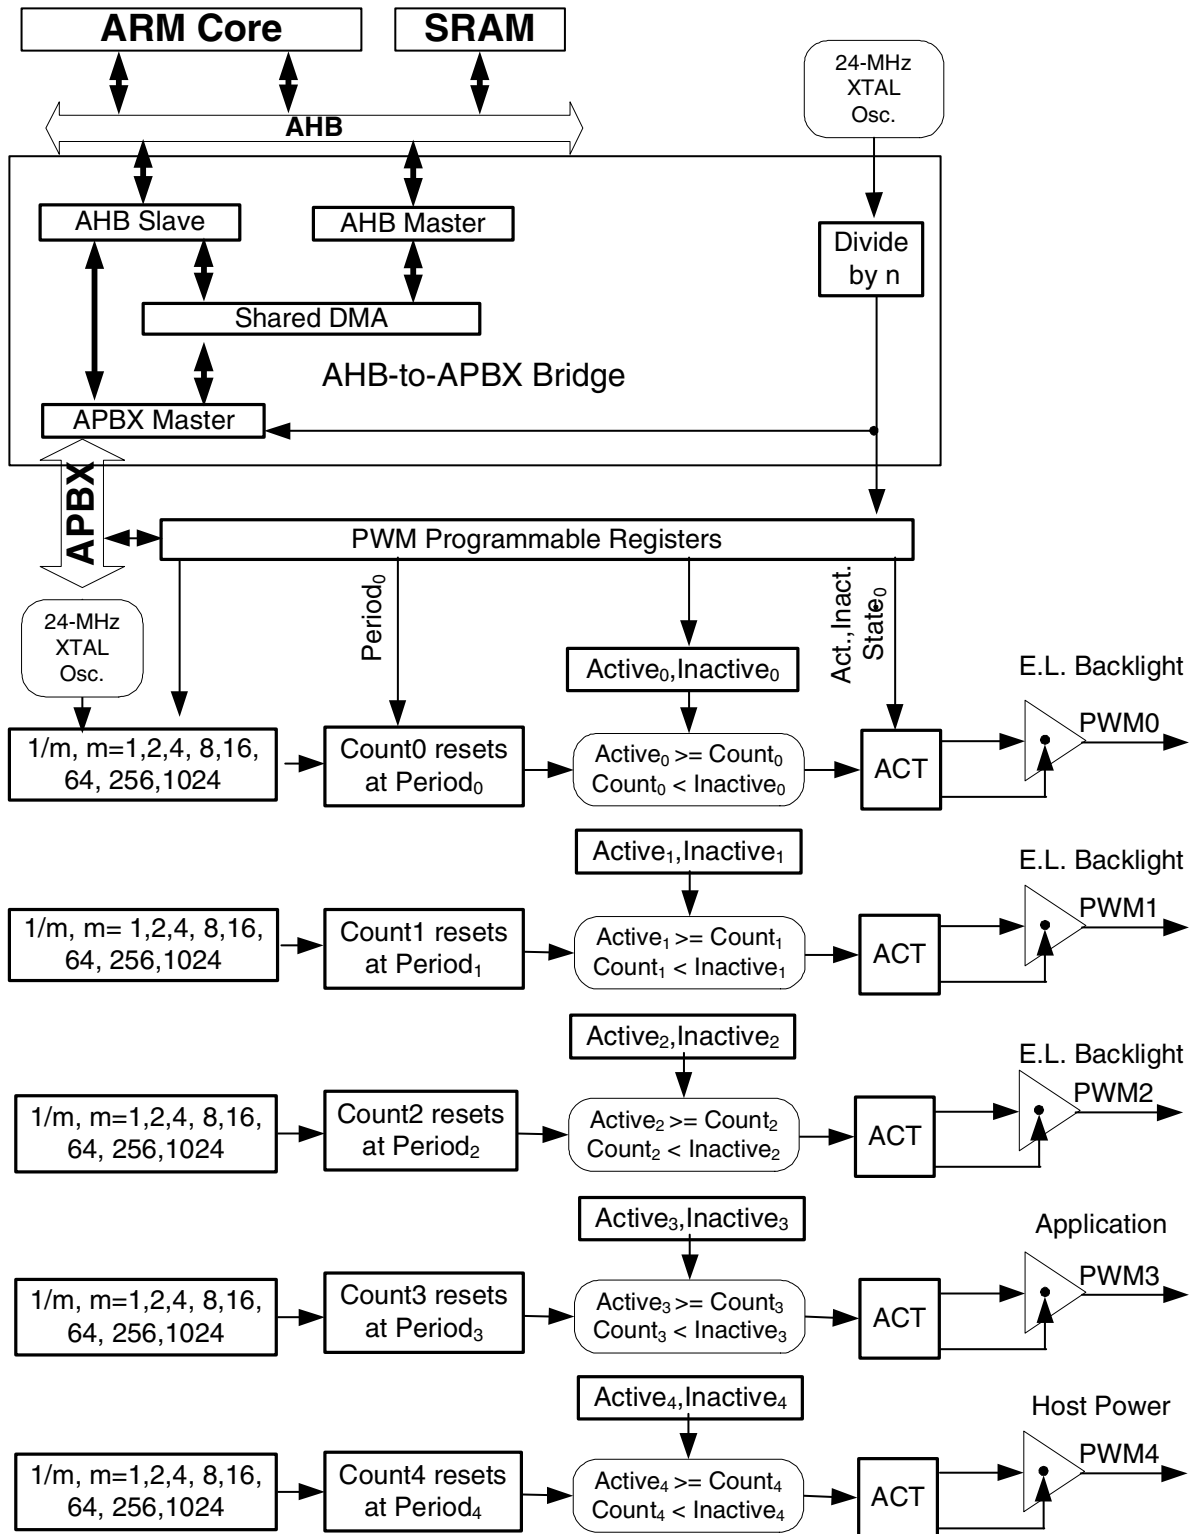 ARM Core
SRAM
24-MHz
XTAL
Osc.
AHB
AHB Slave
AHB Master
Divide
by n
Shared DMA
AHB-to-APBX Bridge
APBX Master
APBX
PWM Programmable Registers
Period₀
Act.,Inact.
State₀
24-MHz
XTAL
Osc.
Active₀,Inactive₀
E.L. Backlight
1/m, m=1,2,4, 8,16,
64, 256,1024
Count0 resets
at Period₀
Active₀ >= Count₀
Count₀ < Inactive₀
ACT
PWM0
Active₁,Inactive₁
E.L. Backlight
1/m, m= 1,2,4, 8,16,
64, 256,1024
Count1 resets
at Period₁
Active₁ >= Count₁
Count₁ < Inactive₁
ACT
PWM1
Active₂,Inactive₂
E.L. Backlight
1/m, m=1,2,4, 8,16,
64, 256,1024
Count2 resets
at Period₂
Active₂ >= Count₂
Count₂ < Inactive₂
ACT
PWM2
Active₃,Inactive₃
Application
1/m, m=1,2,4, 8,16,
64, 256,1024
Count3 resets
at Period₃
Active₃ >= Count₃
Count₃ < Inactive₃
ACT
PWM3
Active₄,Inactive₄
Host Power
1/m, m=1,2,4, 8,16,
64, 256,1024
Count4 resets
at Period₄
Active₄ >= Count₄
Count₄ < Inactive₄
ACT
PWM4